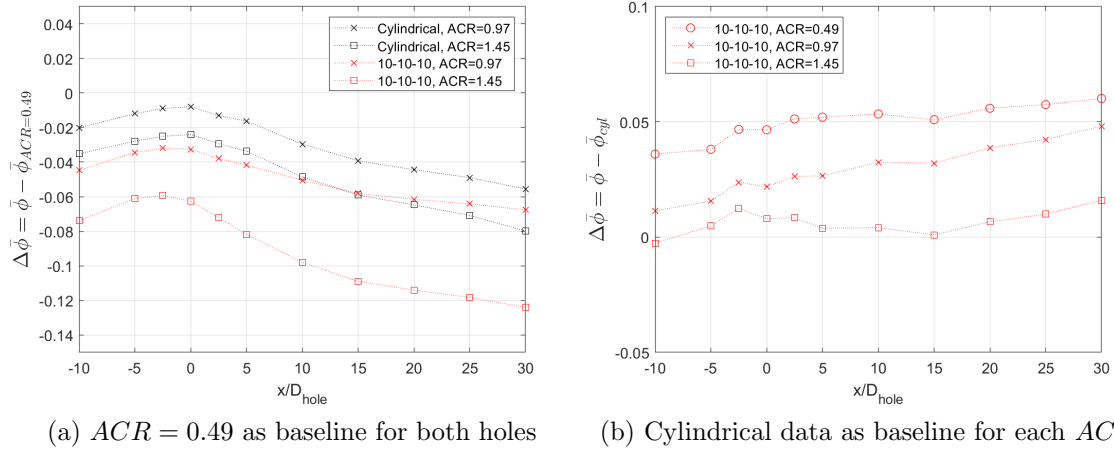 0.04
0.02
0
-0.02
-0.04
-0.06
-0.08
-0.1
-0.12
-0.14
Δϕ̄ = ϕ̄ − ϕ̄_{ACR=0.49}
Cylindrical, ACR=0.97
Cylindrical, ACR=1.45
10-10-10, ACR=0.97
10-10-10, ACR=1.45
-10 -5 0 5 10 15 20 25 30
x/D_{hole}
(a) ACR = 0.49 as baseline for both holes
0.1
0.05
0
-0.05
Δϕ̄ = ϕ̄ − ϕ̄_{cyl}
10-10-10, ACR=0.49
10-10-10, ACR=0.97
10-10-10, ACR=1.45
-10 -5 0 5 10 15 20 25 30
x/D_{hole}
(b) Cylindrical data as baseline for each AC